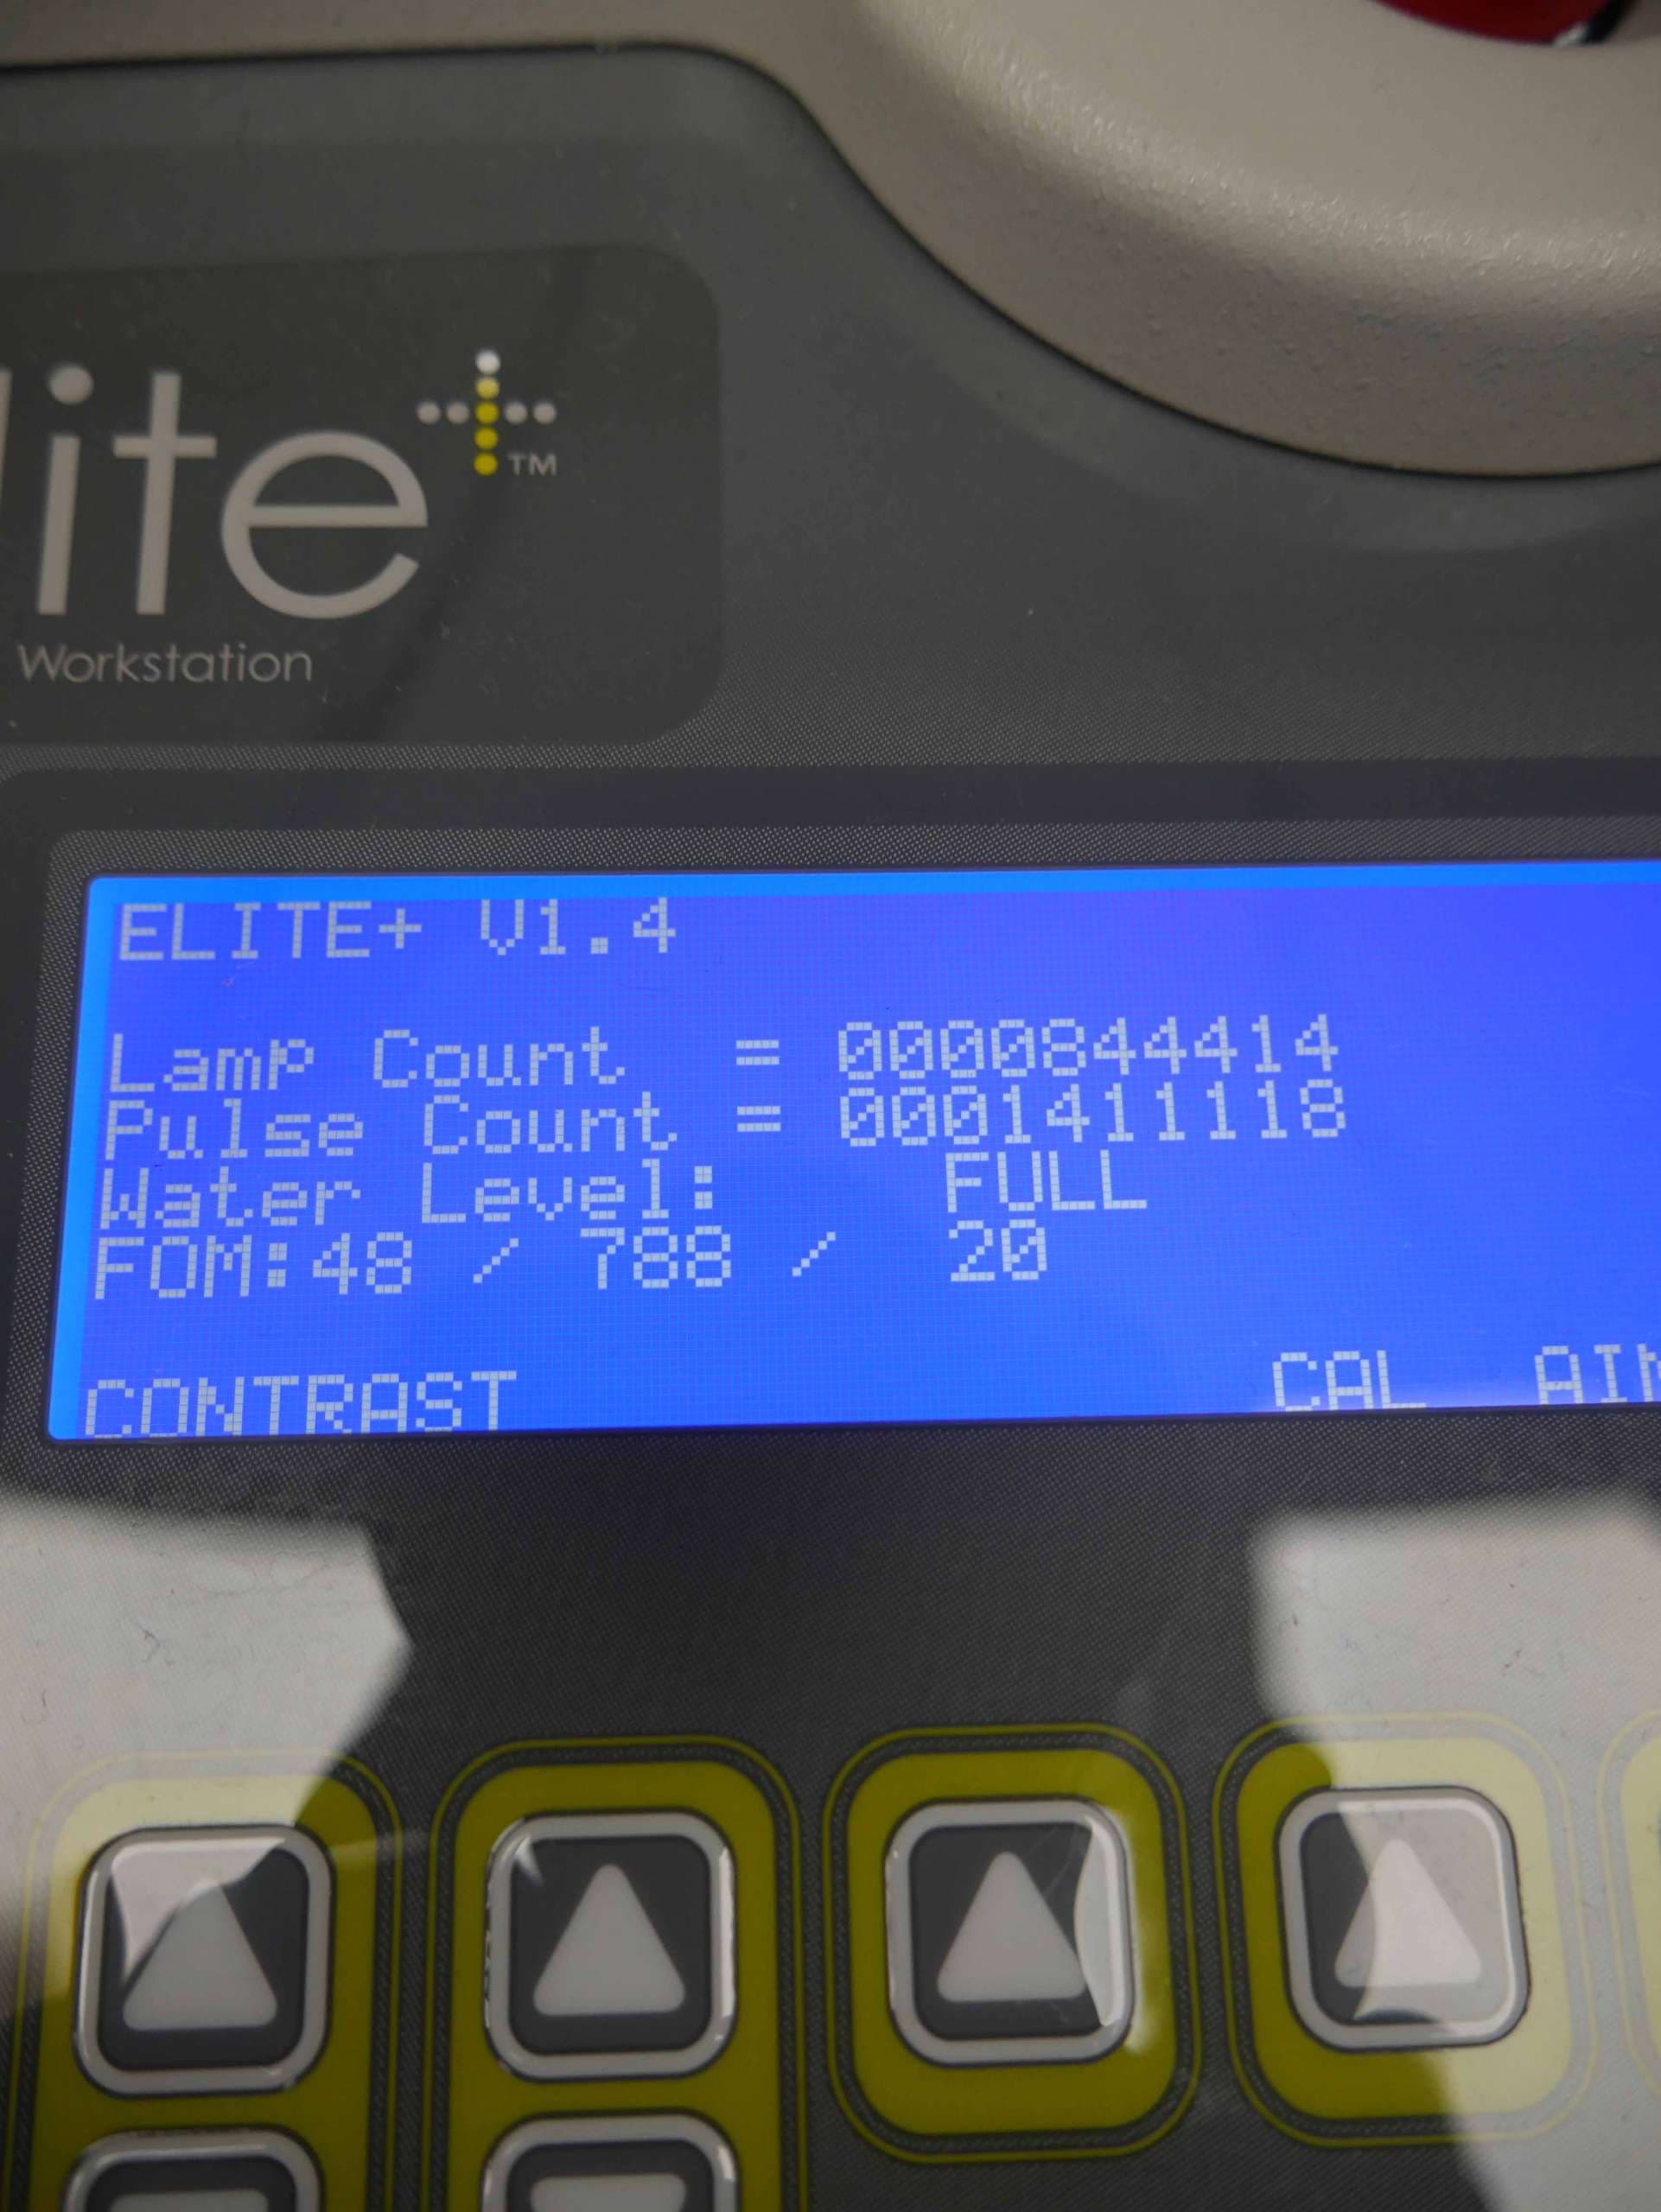 lite+™
Workstation
ELITE+ V1.4
Lamp Count = 0000844414
Pulse Count = 0001411118
Water Level: FULL
FOM:48 / 788 / 20
CONTRAST CAL AIM